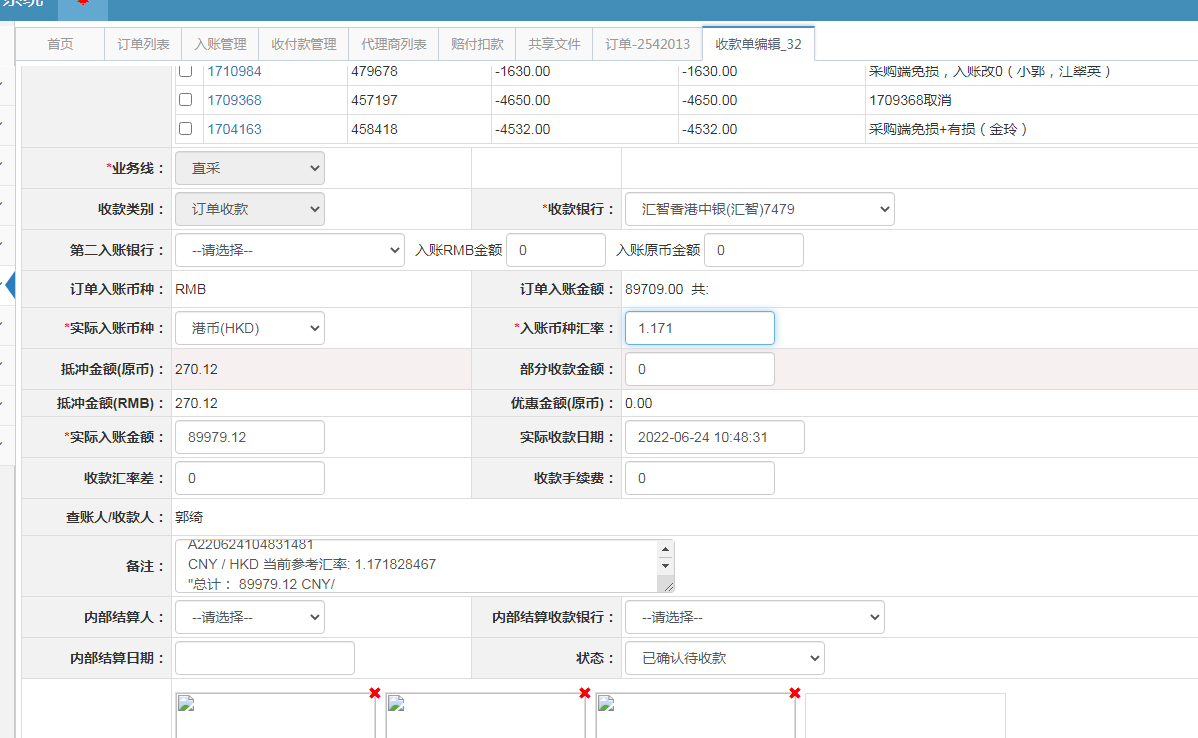 系统
首页 订单列表 入账管理 收付款管理 代理商列表 赔付扣款 共享文件 订单-2542013 收款单编辑_32
1710984 479678 -1630.00 -1630.00 采购端免损，入账改0（小郭，江翠英）
1709368 457197 -4650.00 -4650.00 1709368取消
1704163 458418 -4532.00 -4532.00 采购端免损+有损（金玲）
*业务线： 直采
收款类别： 订单收款 *收款银行： 汇智香港中银(汇智)7479
第二入账银行： --请选择-- 入账RMB金额 0 入账原币金额 0
订单入账币种： RMB 订单入账金额： 89709.00 共:
*实际入账币种： 港币(HKD) *入账币种汇率： 1.171
抵冲金额(原币)： 270.12 部分收款金额： 0
抵冲金额(RMB)： 270.12 优惠金额(原币)： 0.00
*实际入账金额： 89979.12 实际收款日期： 2022-06-24 10:48:31
收款汇率差： 0 收款手续费： 0
查账人/收款人： 郭绮
A220624104831481
备注： CNY / HKD 当前参考汇率: 1.171828467
"总计： 89979.12 CNY/
内部结算人： --请选择-- 内部结算收款银行： --请选择--
内部结算日期： 状态： 已确认待收款